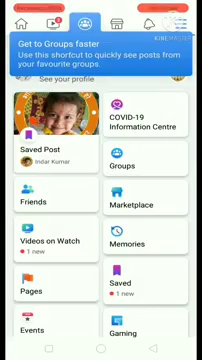 KINEMASTER
Get to Groups faster
Use this shortcut to quickly see posts from
your favourite groups.
See your profile
COVID-19
Information Centre
Saved Post
Inder Kumar
Groups
Friends
Marketplace
Videos on Watch
1 new
Memories
Pages
Saved
1 new
Events
Gaming